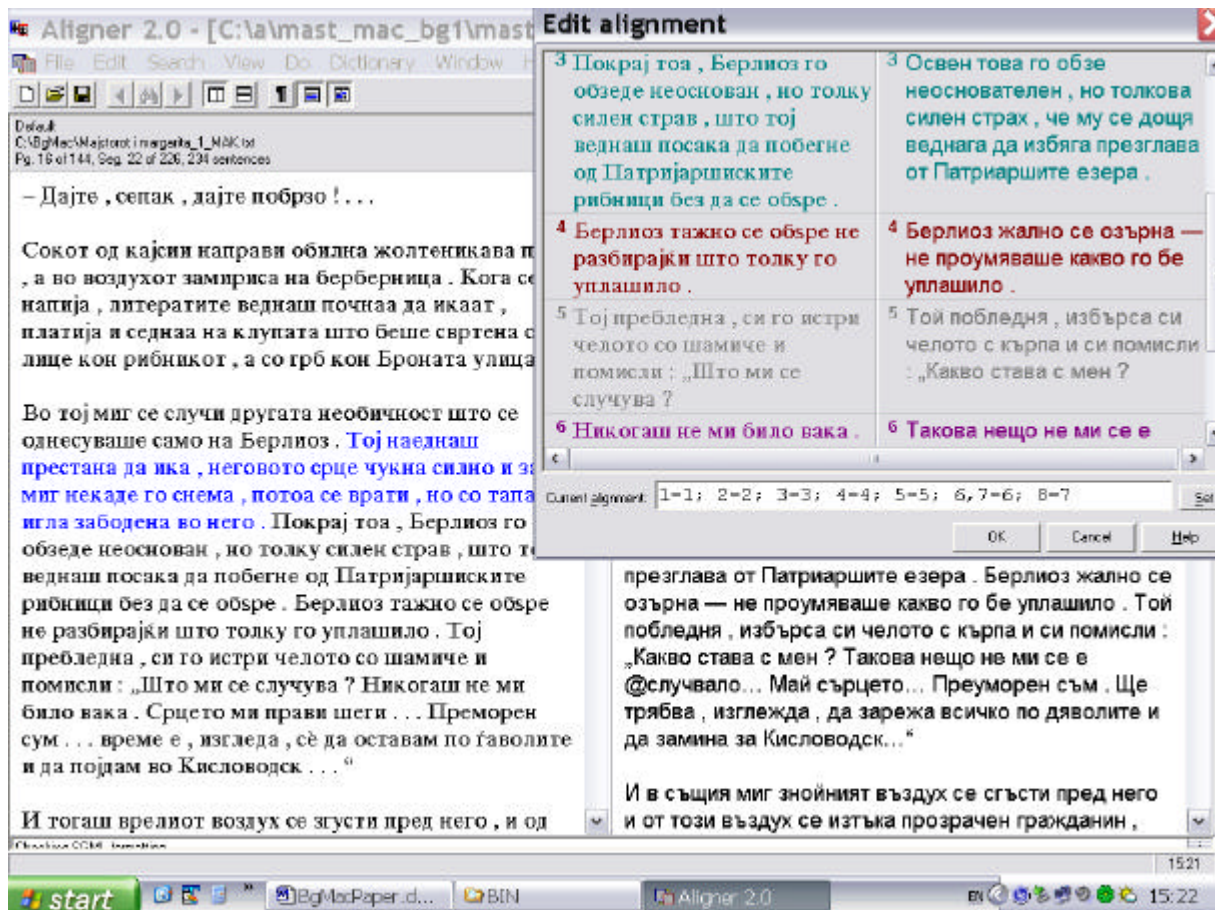 Aligner 2.0 - [C:\a\mast_mac_bg1\mast
File Edit Search View Do Dictionary Window H
Default
C:\BgMac\Majstorot i margarita_1_MAK.txt
Pg. 16 of 144, Seg. 22 of 226, 234 sentences
– Дајте , сепак , дајте побрзо ! . . .
Сокот од кајсии направи обилна жолтеникава п
, а во воздухот замириса на берберница . Кога се
напија , литератите веднаш почнаа да икаат ,
платија и седнаа на клупата што беше свртена с
лице кон рибникот , а со грб кон Броната улица
Во тој миг се случи другата необичност што се
однесуваше само на Берлиоз . Тој наеднаш
престана да ика , неговото срце чукна силно и за
миг некаде го снема , потоа се врати , но со тапа
игла забодена во него . Покрај тоа , Берлиоз го
обзеде неоснован , но толку силен страв , што т
веднаш посака да побегне од Патријаршиските
рибници без да се обѕре . Берлиоз тажно се обѕре
не разбирајќи што толку го уплашило . Тој
пребледна , си го истри челото со шамиче и
помисли : „Што ми се случува ? Никогаш не ми
било вака . Срцето ми прави шеги . . . Преморен
сум . . . време е , изгледа , сѐ да оставам по ѓаволите
и да појдам во Кисловодск . . . “
И тогаш врелиот воздух се згусти пред него , и од
Edit alignment
3 Покрај тоа , Берлиоз го
обзеде неоснован , но толку
силен страв , што тој
веднаш посака да побегне
од Патријаршиските
рибници без да се обѕре .
4 Берлиоз тажно се обѕре не
разбирајќи што толку го
уплашило .
5 Тој пребледна , си го истри
челото со шамиче и
помисли : „Што ми се
случува ?
6 Никогаш не ми било вака .
3 Освен това го обзе
неоснователен , но толкова
силен страх , че му се дощя
веднага да избяга презглава
от Патриаршите езера .
4 Берлиоз жално се озърна —
не проумяваше какво го бе
уплашило .
5 Той побледня , избърса си
челото с кърпа и си помисли
: „Какво става с мен ?
6 Такова нещо не ми се е
Current alignment: 1=1; 2=2; 3=3; 4=4; 5=5; 6,7=6; 8=7
Set
OK Cancel Help
презглава от Патриаршите езера . Берлиоз жално се
озърна — не проумяваше какво го бе уплашило . Той
побледня , избърса си челото с кърпа и си помисли :
„Какво става с мен ? Такова нещо не ми се е
@случвало... Май сърцето... Преуморен съм . Ще
трябва , изглежда , да зарежа всичко по дяволите и
да замина за Кисловодск...“
И в същия миг знойният въздух се сгъсти пред него
и от този въздух се изтъка прозрачен гражданин ,
15:21
start
BgMacPaper.d...
BIN
Aligner 2.0
EN
15:22